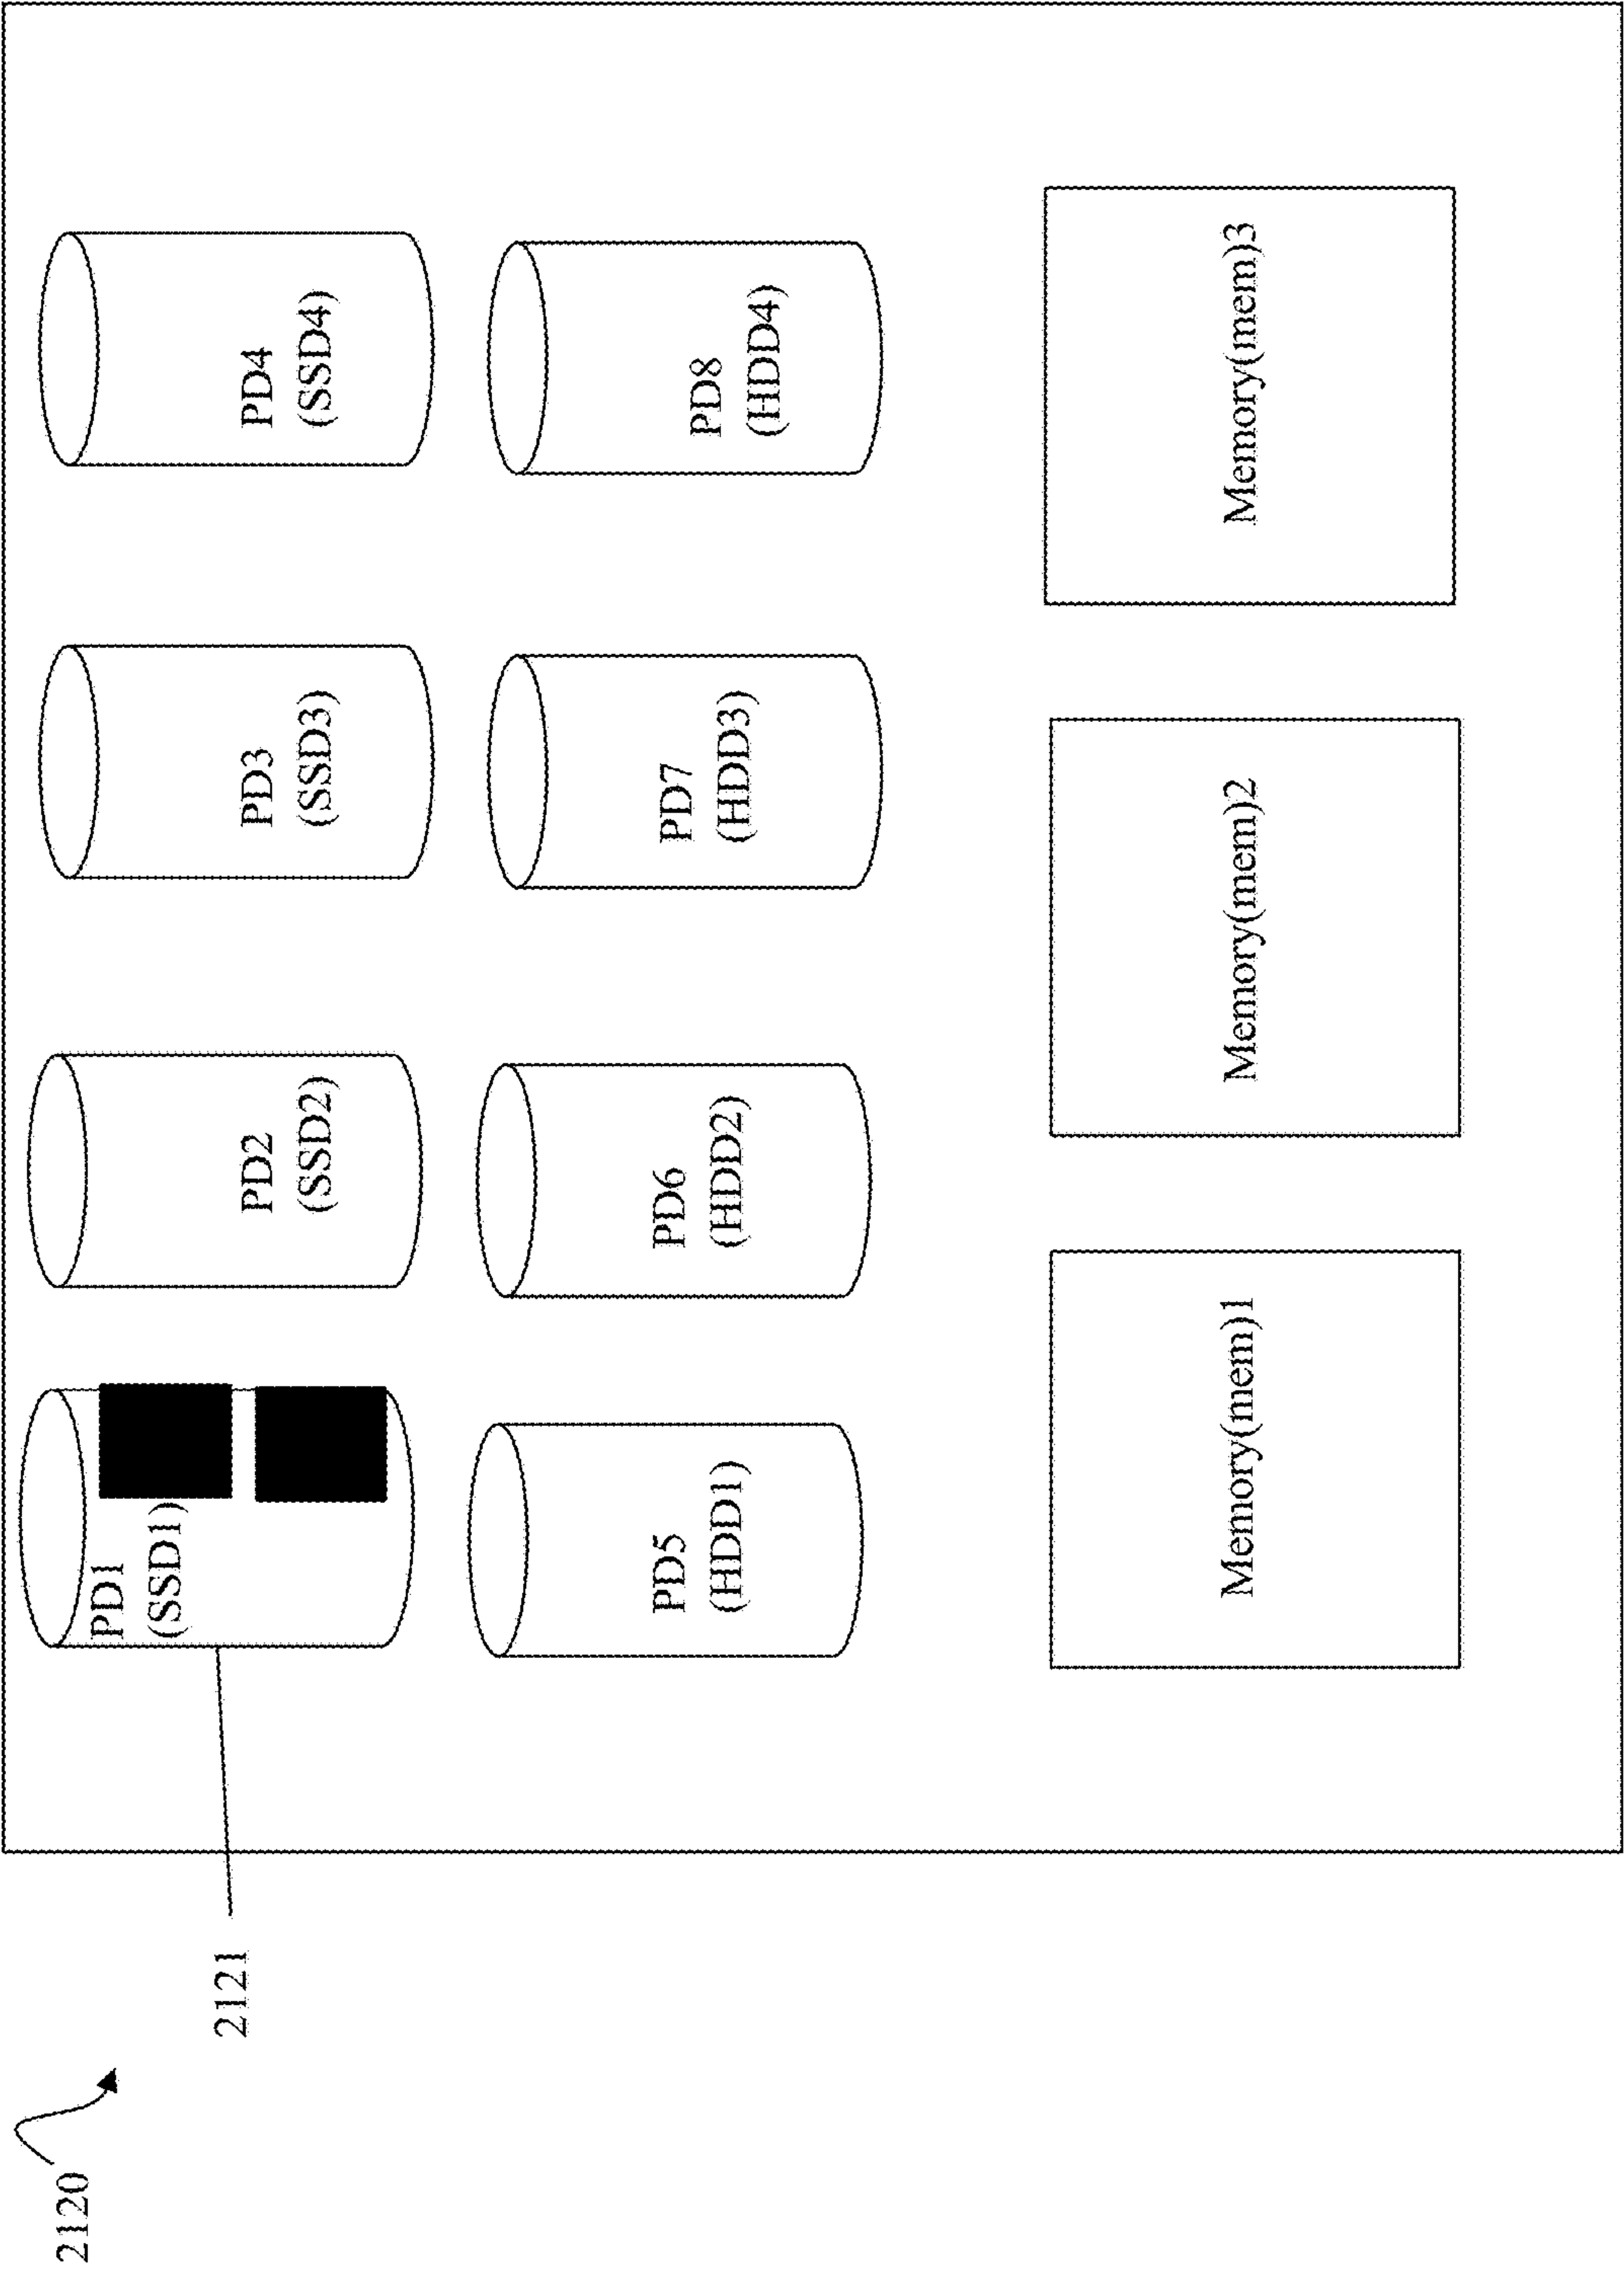 2120
2121
PD1
(SSD1)
PD2
(SSD2)
PD3
(SSD3)
PD4
(SSD4)
PD5
(HDD1)
PD6
(HDD2)
PD7
(HDD3)
PD8
(HDD4)
Memory(mem)1
Memory(mem)2
Memory(mem)3